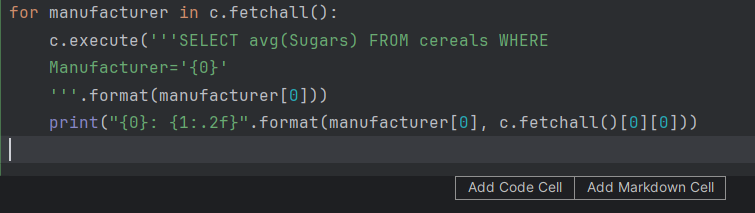 for manufacturer in c.fetchall():
    c.execute('''SELECT avg(Sugars) FROM cereals WHERE
    Manufacturer='{0}'
    '''.format(manufacturer[0]))
    print("{0}: {1:.2f}".format(manufacturer[0], c.fetchall()[0][0]))
Add Code Cell Add Markdown Cell